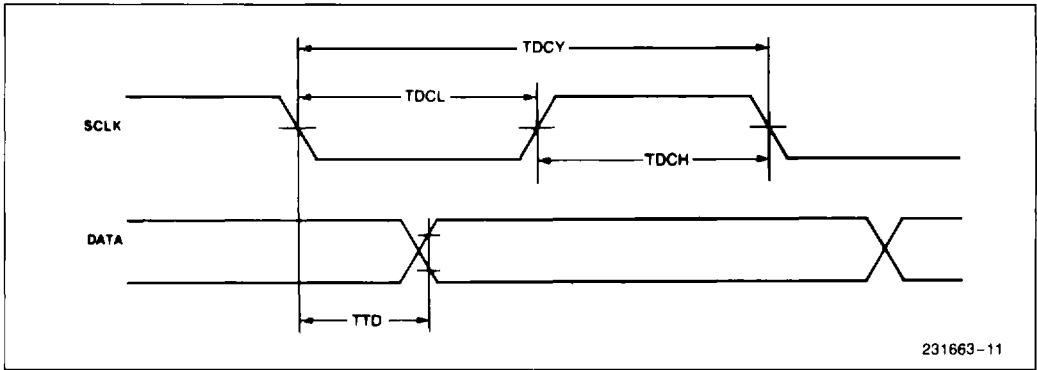 TDCY
TDCL
SCLK
TDCH
DATA
TTD
231663-11